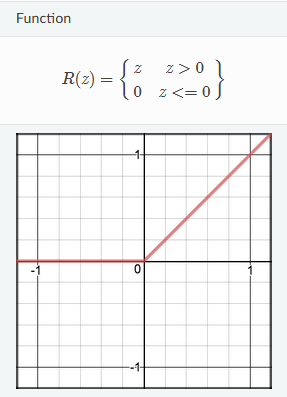 Function
R(z) = { z z > 0
0 z <= 0 }
1
-1 0 1
-1